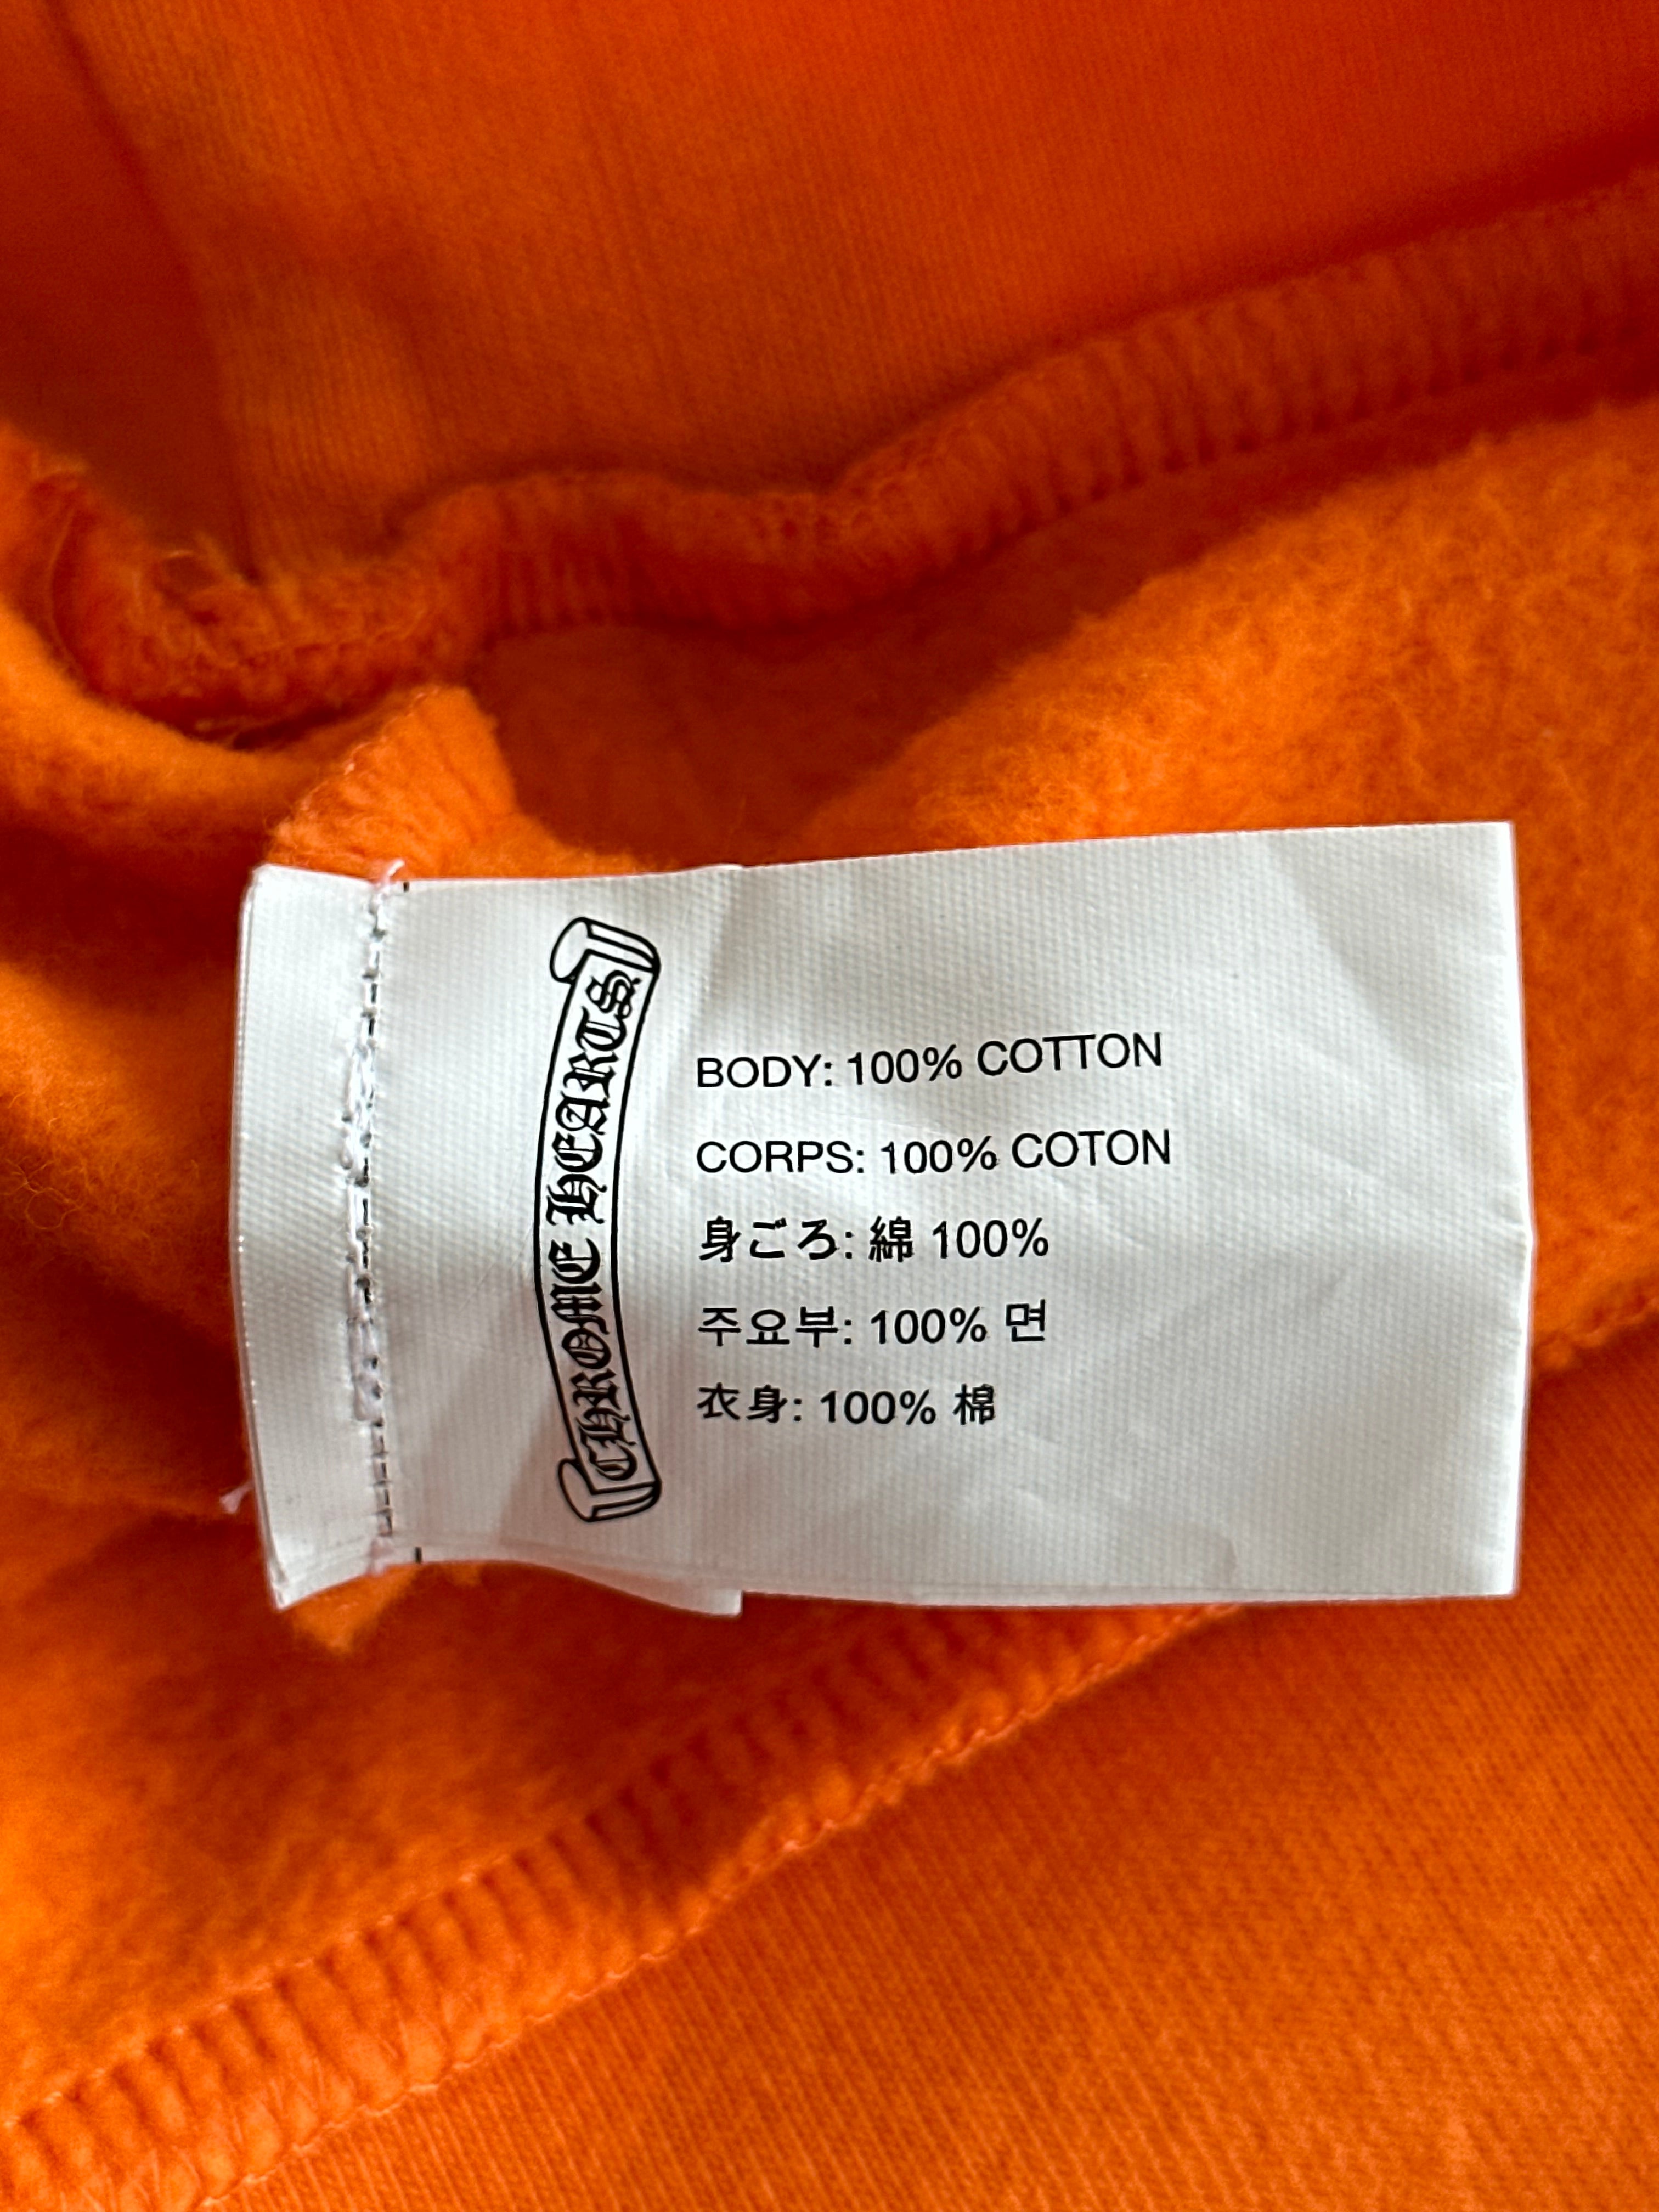 CHROME HEARTS
BODY: 100% COTTON
CORPS: 100% COTON
身ごろ: 綿 100%
주요부: 100% 면
衣身: 100% 棉